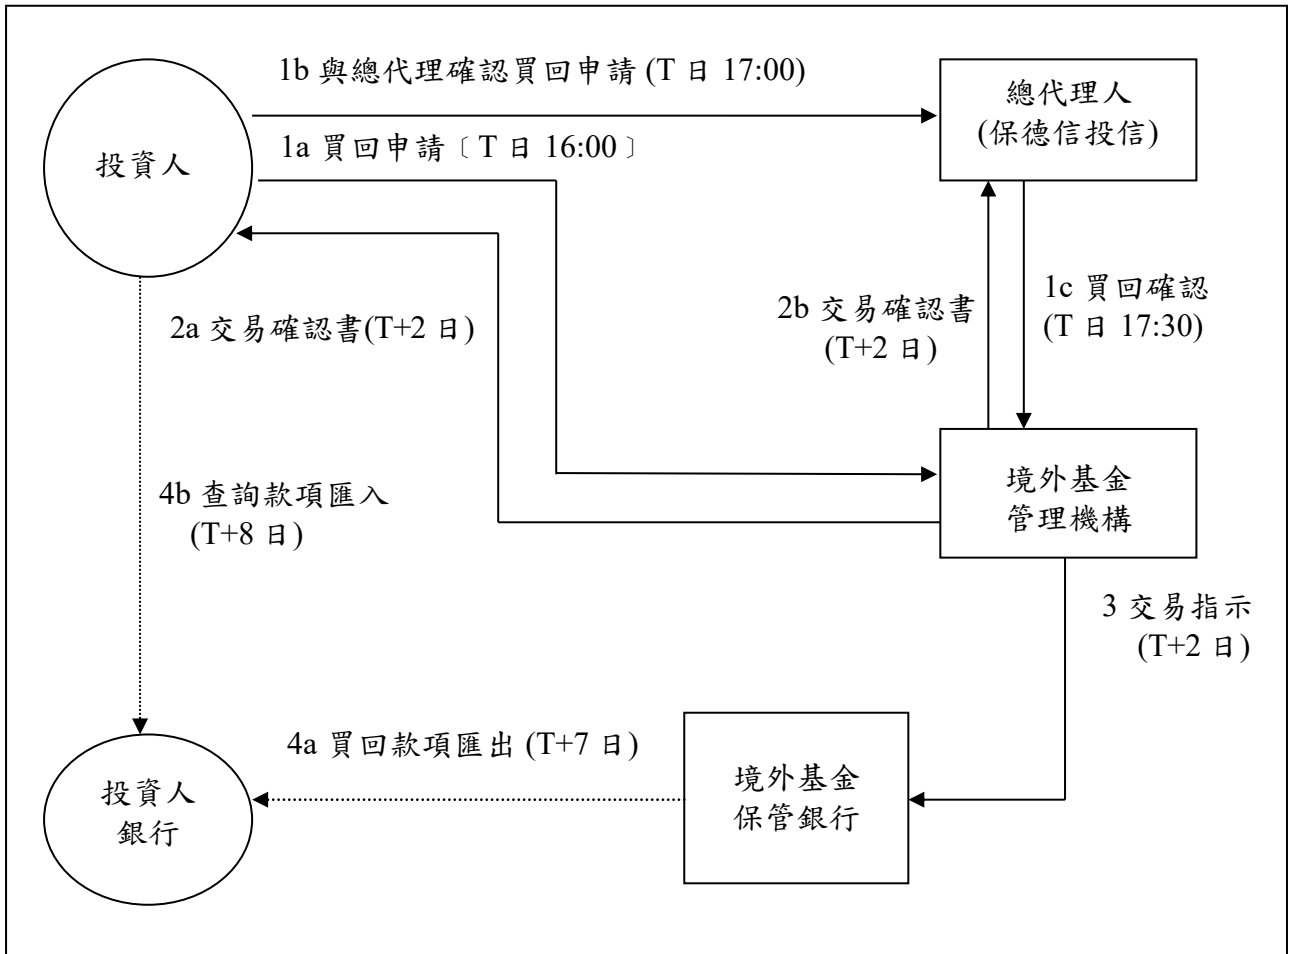 1b 與總代理確認買回申請 (T 日 17:00)
總代理人
(保德信投信)
投資人
1a 買回申請〔T 日 16:00〕
2a 交易確認書(T+2 日)
2b 交易確認書
(T+2 日)
1c 買回確認
(T 日 17:30)
4b 查詢款項匯入
(T+8 日)
境外基金
管理機構
3 交易指示
(T+2 日)
4a 買回款項匯出 (T+7 日)
投資人
銀行
境外基金
保管銀行